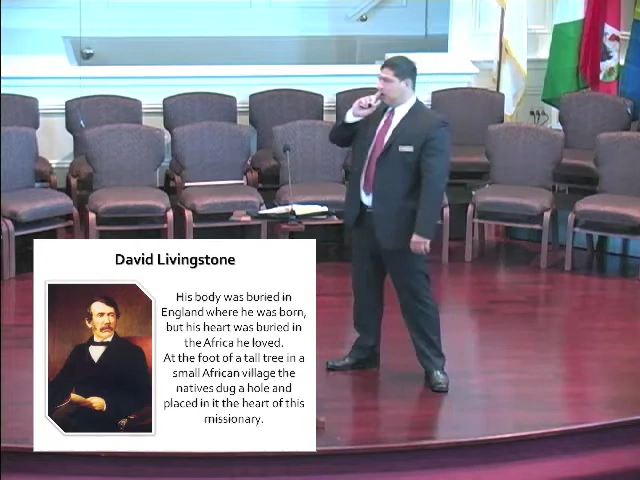 David Livingstone
His body was buried in
England where he was born,
but his heart was buried in
the Africa he loved.
At the foot of a tall tree in a
small African village the
natives dug a hole and
placed in it the heart of this
missionary.